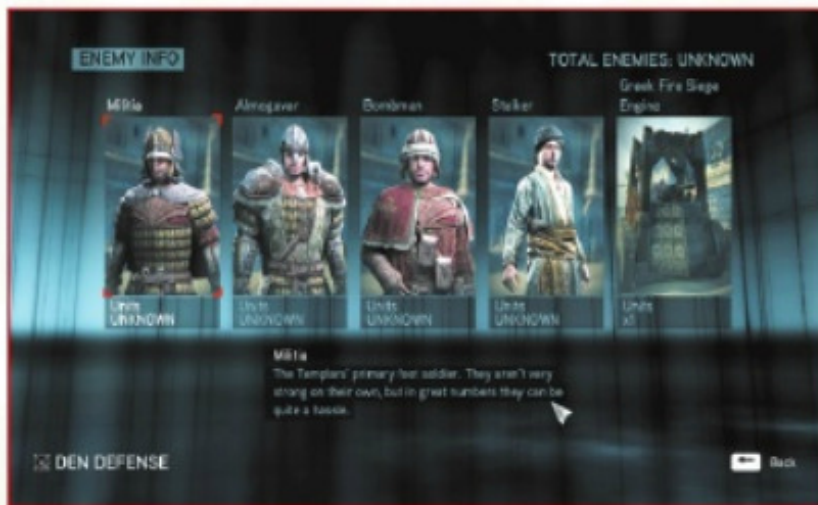 ENEMY INFO
TOTAL ENEMIES: UNKNOWN
Militia
Almogavar
Bombman
Stalker
Greek Fire Siege
Engine
Units
UNKNOWN
Units
UNKNOWN
Units
UNKNOWN
Units
UNKNOWN
Units
x1
Militia
The Templars' primary foot soldier. They aren't very
strong on their own, but in great numbers they can be
quite a hassle.
DEN DEFENSE
Back